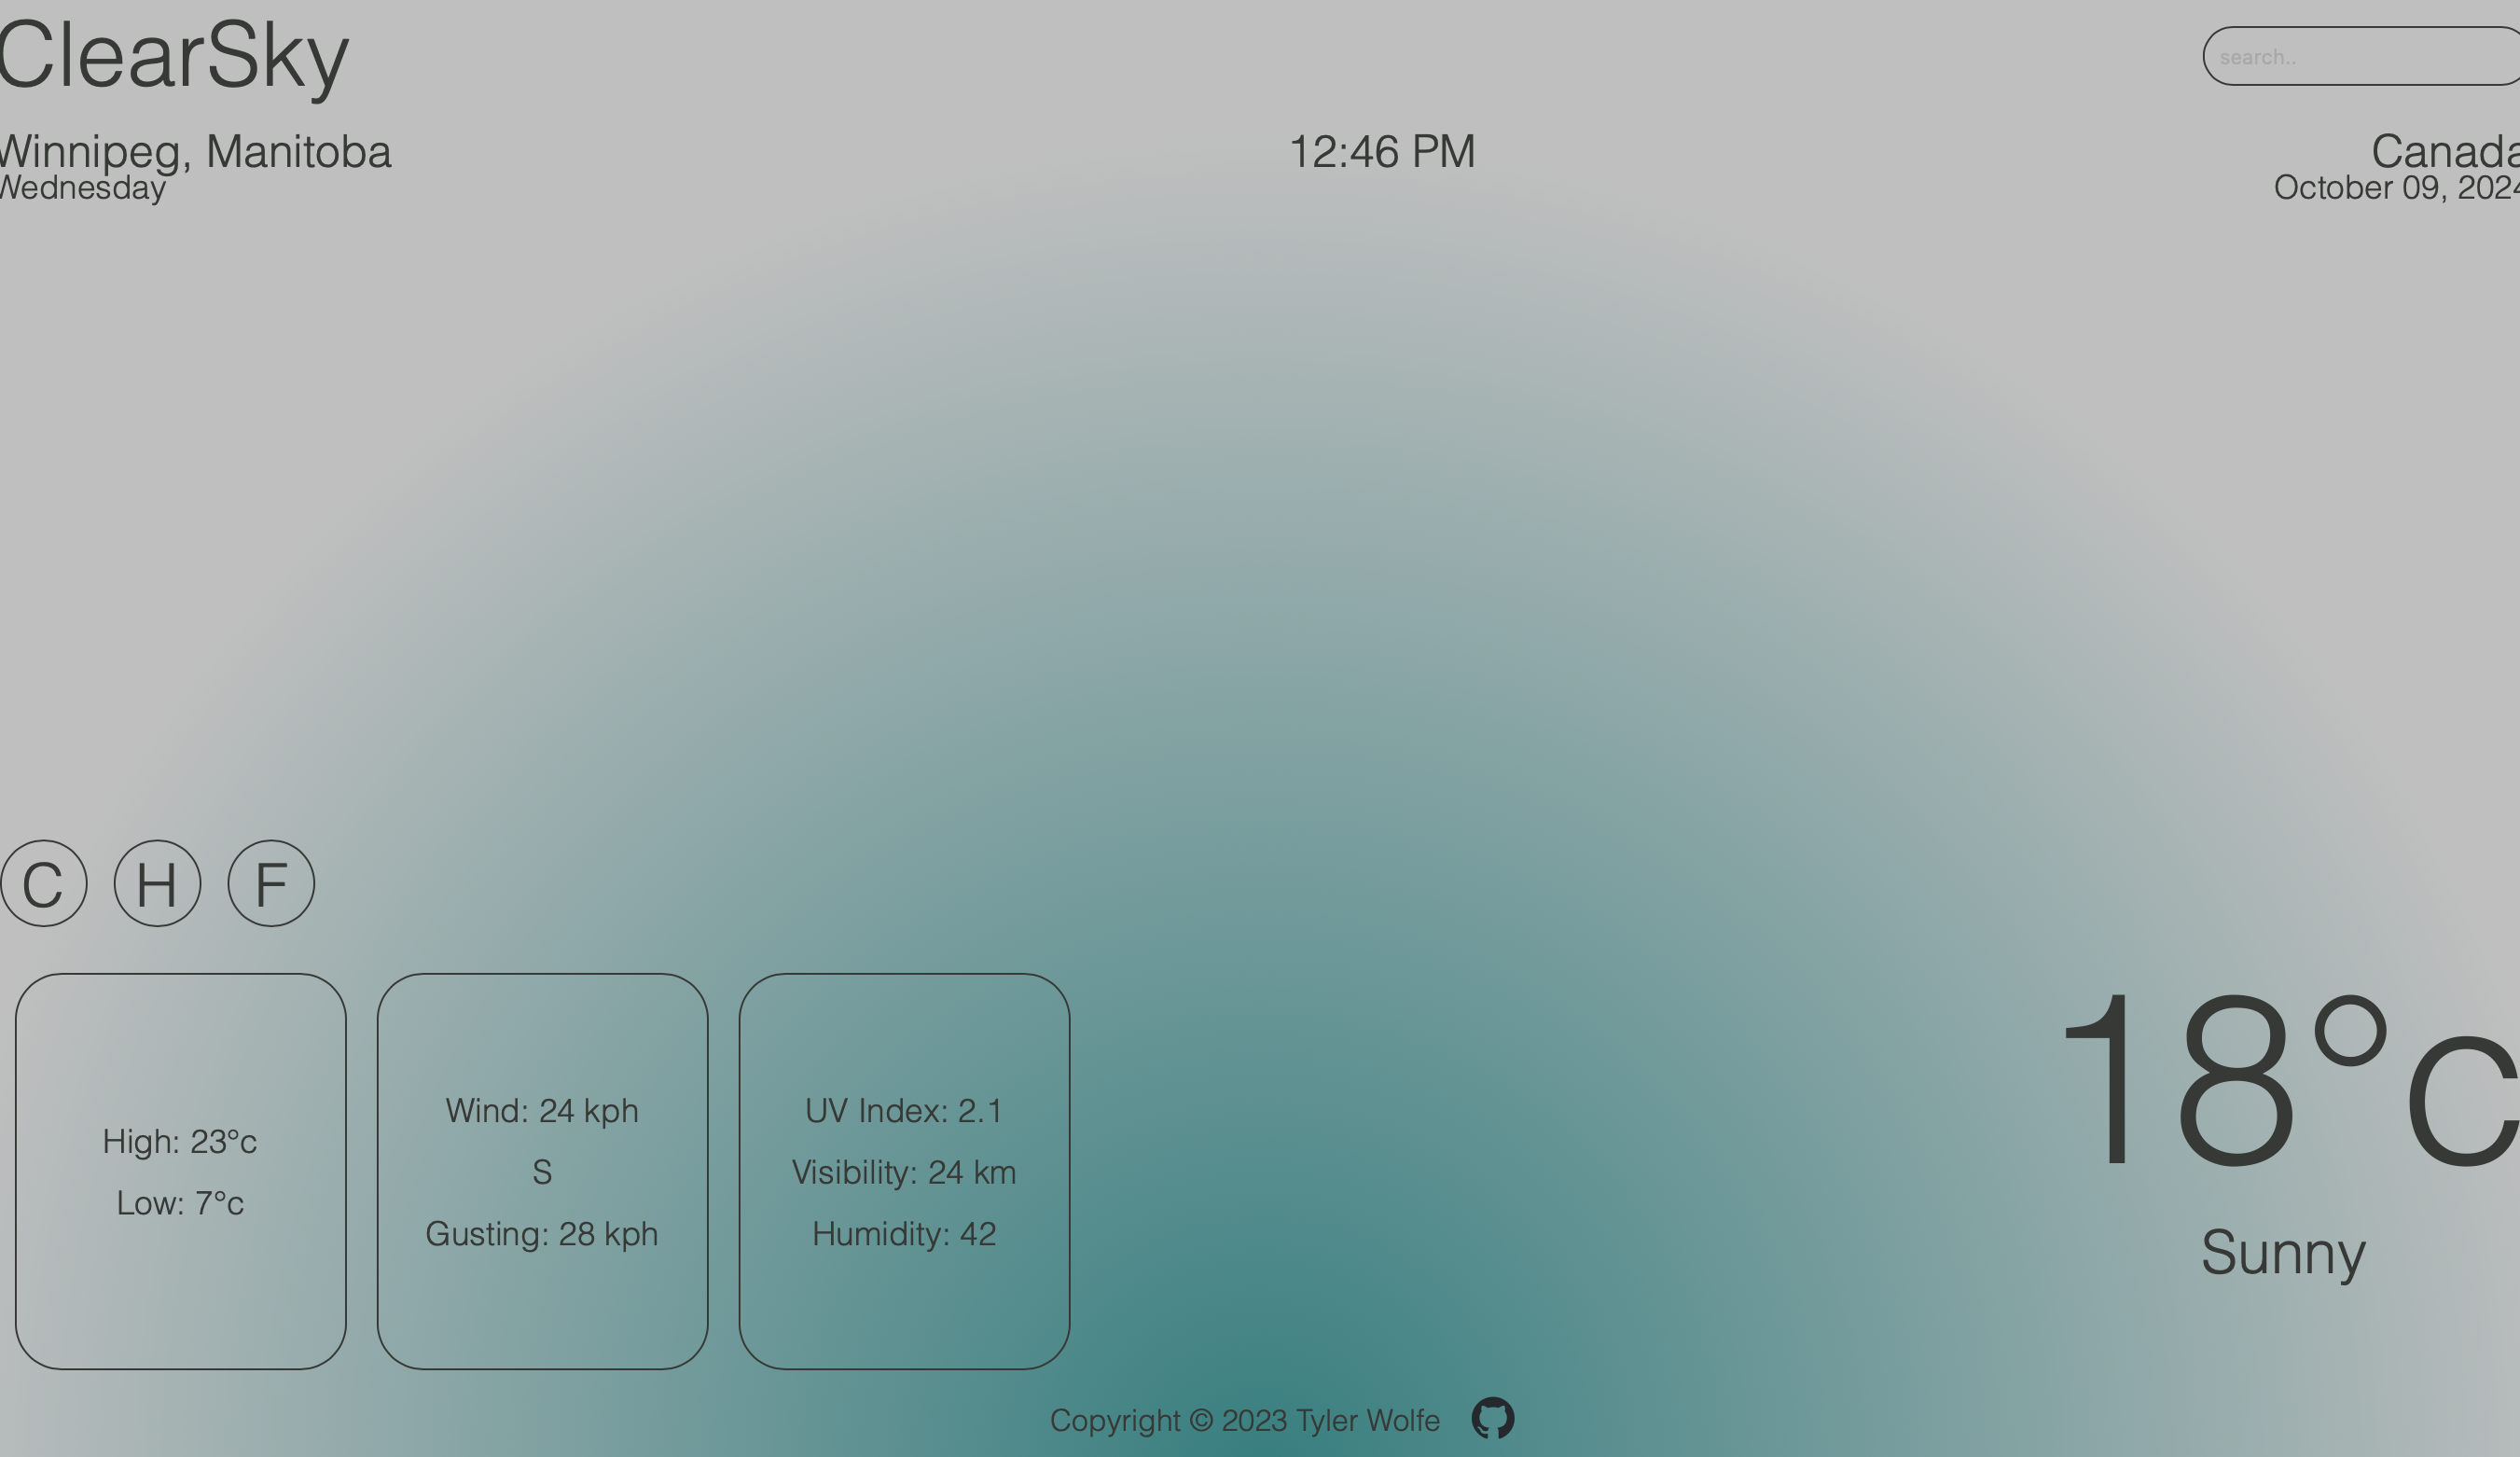 ClearSky
search..
Winnipeg, Manitoba
12:46 PM
Canada
Wednesday
October 09, 2024
C
H
F
High: 23°c
Low: 7°c
Wind: 24 kph
S
Gusting: 28 kph
UV Index: 2.1
Visibility: 24 km
Humidity: 42
18°c
Sunny
Copyright © 2023 Tyler Wolfe